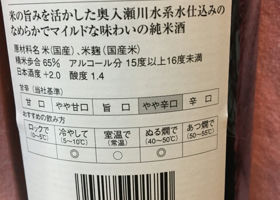 米の旨みを活かした奥入瀬川水系水仕込みの
なめらかでマイルドな味わいの純米酒
原材料名 米(国産)、米麹(国産米)
精米歩合 65% アルコール分 15度以上16度未満
日本酒度 +2.0 酸度 1.4
甘辛(当社基準)
甘口 やや甘口 旨口 やや辛口 辛口
おすすめの飲み方
ロックで 冷やして 室温で ぬる燗で あつ燗で
(0〜5℃) (5〜10℃) (常温) (40〜50℃) (50〜55℃)
○ ◎ ○ ◎ ○